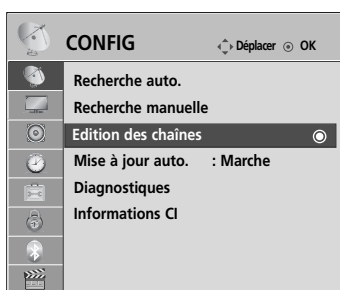 CONFIG Déplacer OK
Recherche auto.
Recherche manuelle
Edition des chaînes
Mise à jour auto. : Marche
Diagnostiques
Informations CI